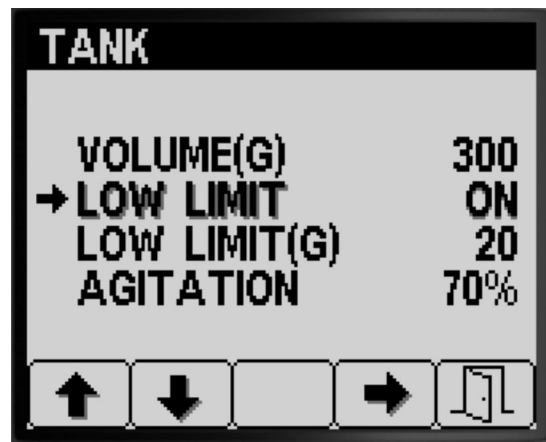 TANK
VOLUME(G) 300
LOW LIMIT ON
LOW LIMIT(G) 20
AGITATION 70%